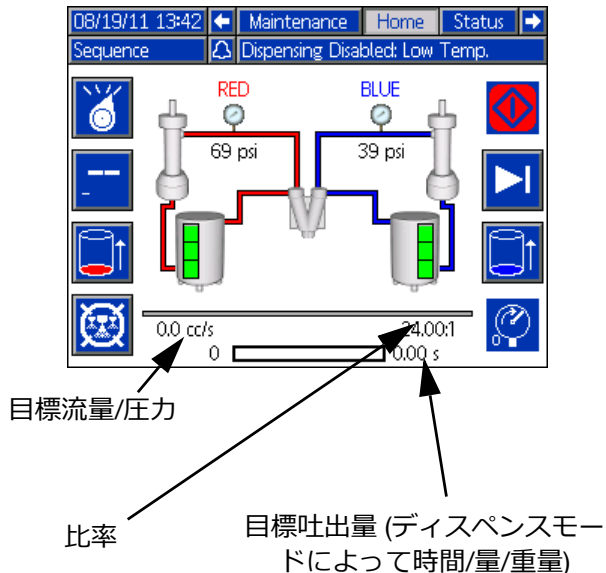 08/19/11 13:42 Maintenance Home Status
Sequence Dispensing Disabled: Low Temp.
RED BLUE
69 psi 39 psi
--
0.0 cc/s 24.00:1
0 0.00 s
目標流量/圧力
比率
目標吐出量 (ディスペンスモー
ドによって時間/量/重量)